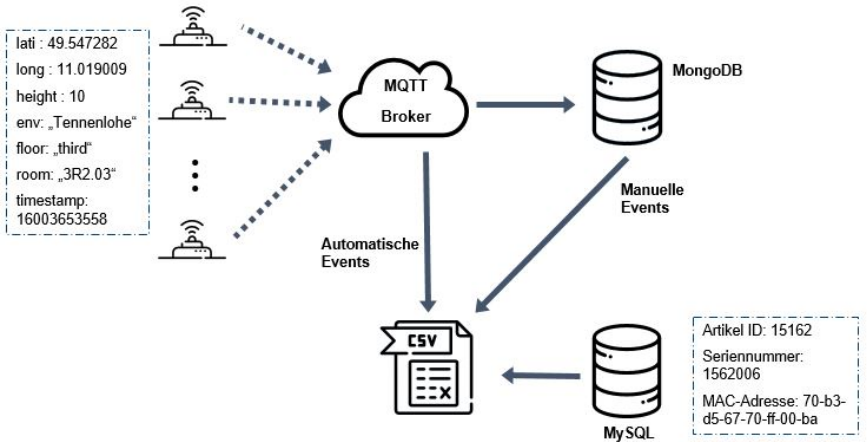 lati : 49.547282
long : 11.019009
height : 10
env: „Tennenlohe“
floor: „third“
room: „3R2.03“
timestamp:
16003653558
MQTT
Broker
MongoDB
Manuelle
Events
Automatische
Events
CSV
MySQL
Artikel ID: 15162
Seriennummer:
1562006
MAC-Adresse: 70-b3-
d5-67-70-ff-00-ba